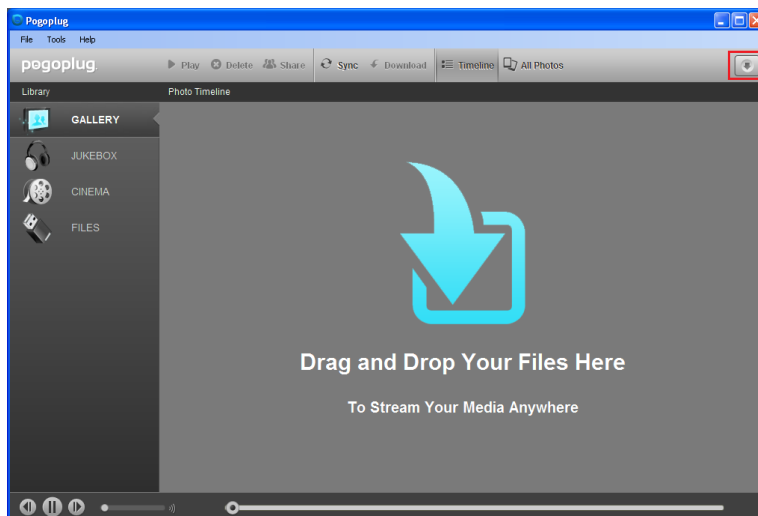 Pogoplug
File Tools Help
pogoplug Play Delete Share Sync Download Timeline All Photos
Library Photo Timeline
GALLERY
JUKEBOX
CINEMA
FILES
Drag and Drop Your Files Here
To Stream Your Media Anywhere